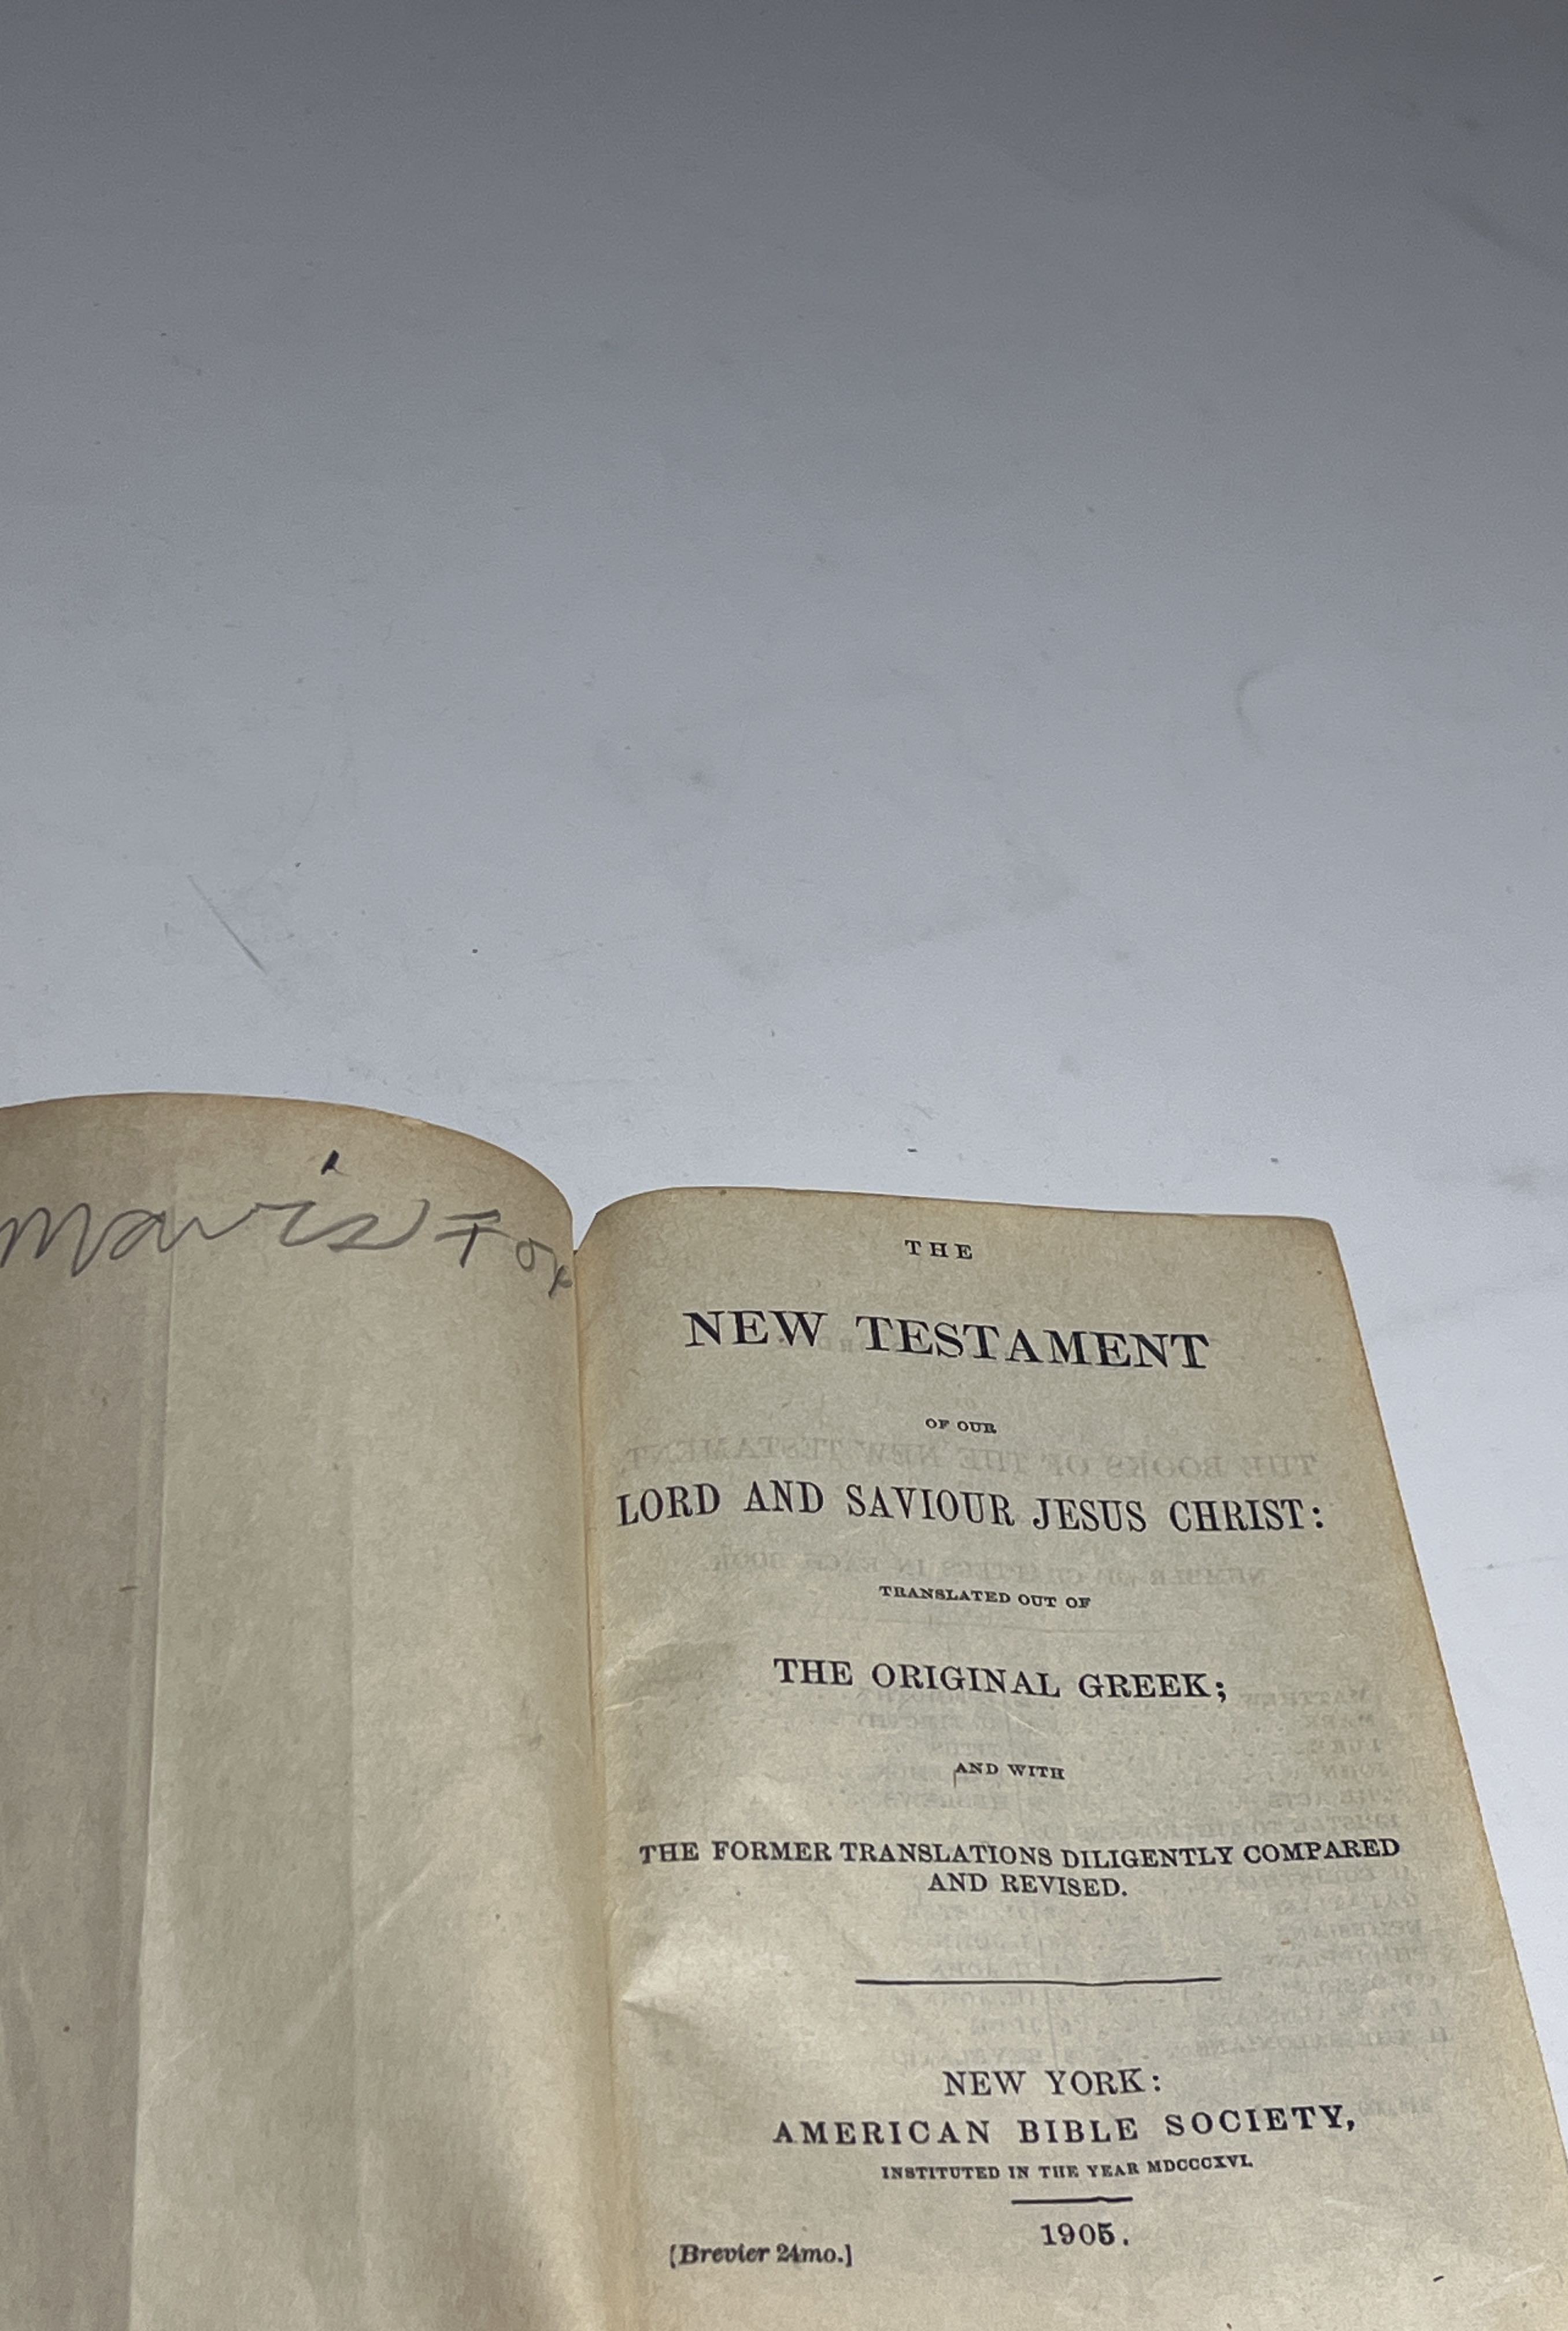 Mavis Fox
THE
NEW TESTAMENT
OF OUR
LORD AND SAVIOUR JESUS CHRIST:
TRANSLATED OUT OF
THE ORIGINAL GREEK;
AND WITH
THE FORMER TRANSLATIONS DILIGENTLY COMPARED
AND REVISED.
NEW YORK:
AMERICAN BIBLE SOCIETY,
INSTITUTED IN THE YEAR MDCCCXVI.
1905.
[Brevier 24mo.]